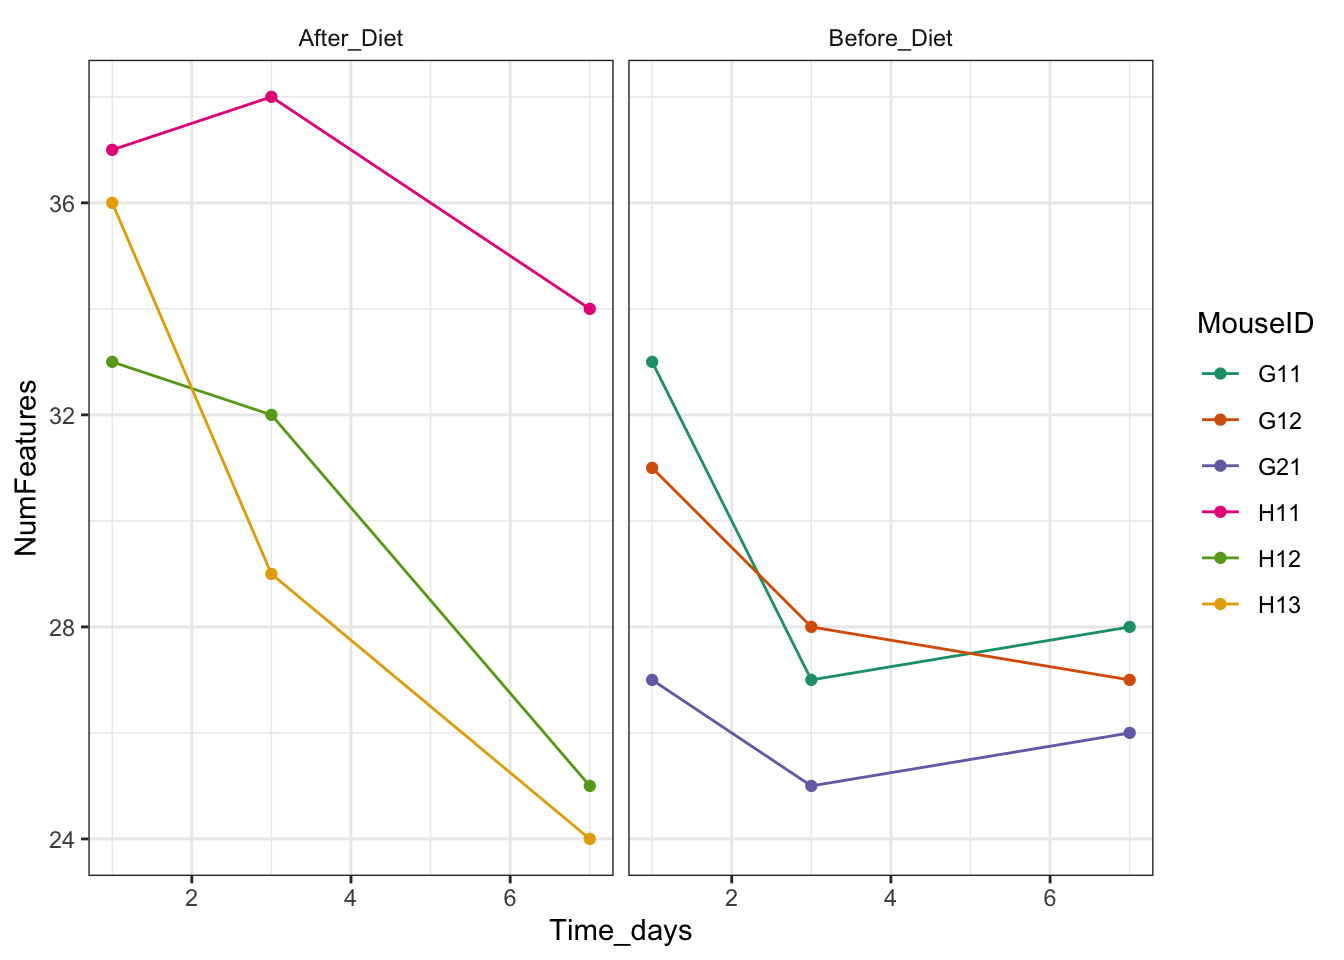 After_Diet
Before_Diet
NumFeatures
36
32
28
24
2
4
6
2
4
6
Time_days
MouseID
G11
G12
G21
H11
H12
H13